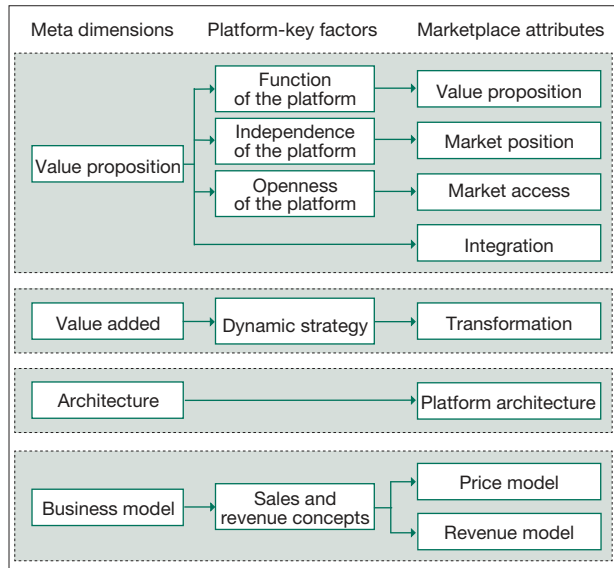 Meta dimensions
Platform-key factors
Marketplace attributes
Value proposition
Function
of the platform
Value proposition
Independence
of the platform
Market position
Openness
of the platform
Market access
Integration
Value added
Dynamic strategy
Transformation
Architecture
Platform architecture
Business model
Sales and
revenue concepts
Price model
Revenue model